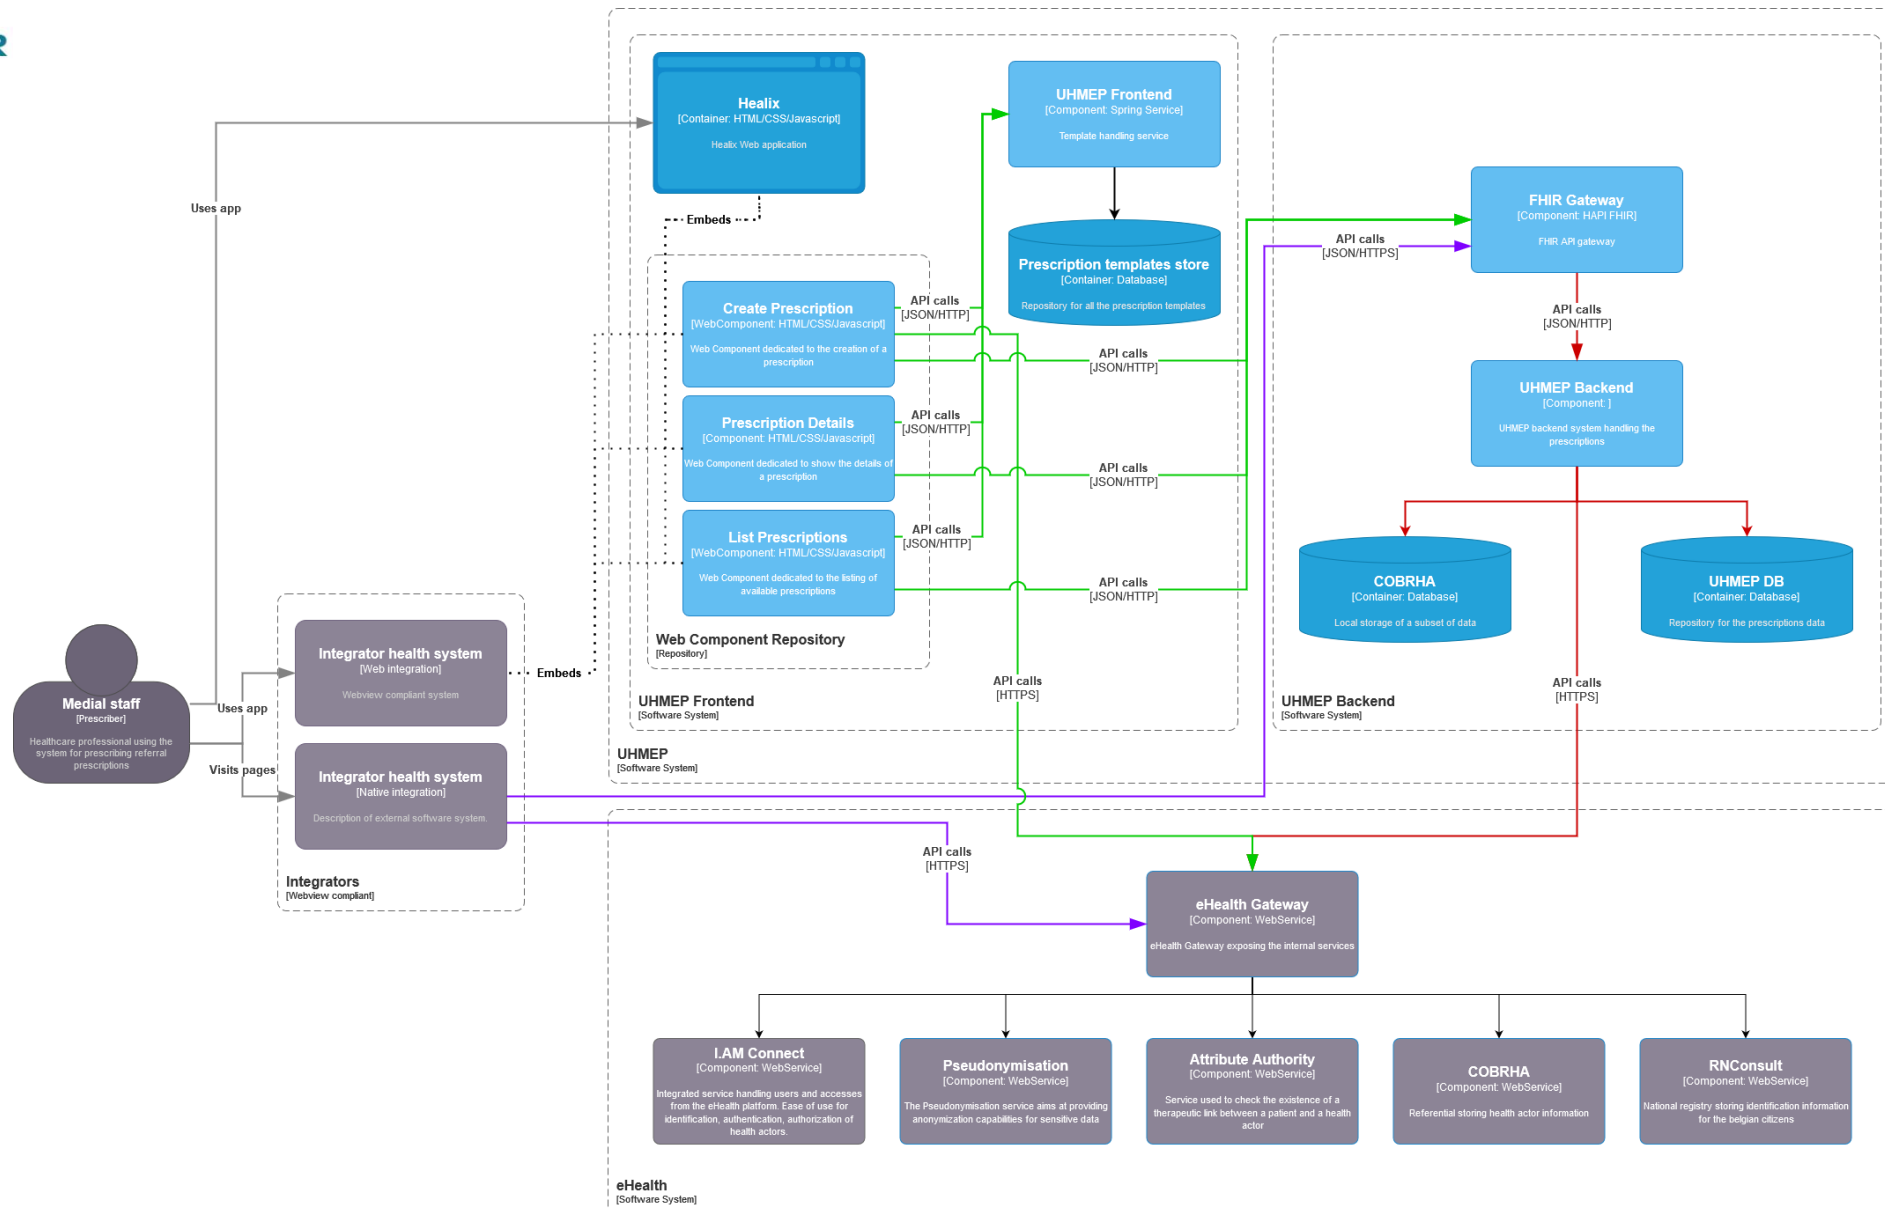 R
Healix
[Container: HTML/CSS/Javascript]
Healix Web application
UHMEP Frontend
[Component: Spring Service]
Template handling service
FHIR Gateway
[Component: HAPI FHIR]
FHIR API gateway
Uses app
Embeds
API calls
[JSON/HTTPS]
Prescription templates store
[Container: Database]
Repository for all the prescription templates
Create Prescription
[WebComponent: HTML/CSS/Javascript]
Web Component dedicated to the creation of a
prescription
API calls
[JSON/HTTP]
API calls
[JSON/HTTP]
API calls
[JSON/HTTP]
UHMEP Backend
[Component: ]
UHMEP backend system handling the
prescriptions
Prescription Details
[Component: HTML/CSS/Javascript]
Web Component dedicated to show the details of
a prescription
API calls
[JSON/HTTP]
API calls
[JSON/HTTP]
List Prescriptions
[WebComponent: HTML/CSS/Javascript]
Web Component dedicated to the listing of
available prescriptions
API calls
[JSON/HTTP]
API calls
[JSON/HTTP]
COBRHA
[Container: Database]
Local storage of a subset of data
UHMEP DB
[Container: Database]
Repository for the prescriptions data
Web Component Repository
[Repository]
Integrator health system
[Web integration]
Webview compliant system
Embeds
API calls
[HTTPS]
API calls
[HTTPS]
UHMEP Frontend
[Software System]
UHMEP Backend
[Software System]
Medial staff
[Prescriber]
Healthcare professional using the
system for prescribing referral
prescriptions
Uses app
Visits pages
UHMEP
[Software System]
Integrator health system
[Native integration]
Description of external software system.
API calls
[HTTPS]
Integrators
[Webview compliant]
eHealth Gateway
[Component: WebService]
eHealth Gateway exposing the internal services
I.AM Connect
[Component: WebService]
Integrated service handling users and accesses
from the eHealth platform. Ease of use for
identification, authentication, authorization of
health actors.
Pseudonymisation
[Component: WebService]
The Pseudonymisation service aims at providing
anonymization capabilities for sensitive data
Attribute Authority
[Component: WebService]
Service used to check the existence of a
therapeutic link between a patient and a health
actor
COBRHA
[Component: WebService]
Referential storing health actor information
RNConsult
[Component: WebService]
National registry storing identification information
for the belgian citizens
eHealth
[Software System]